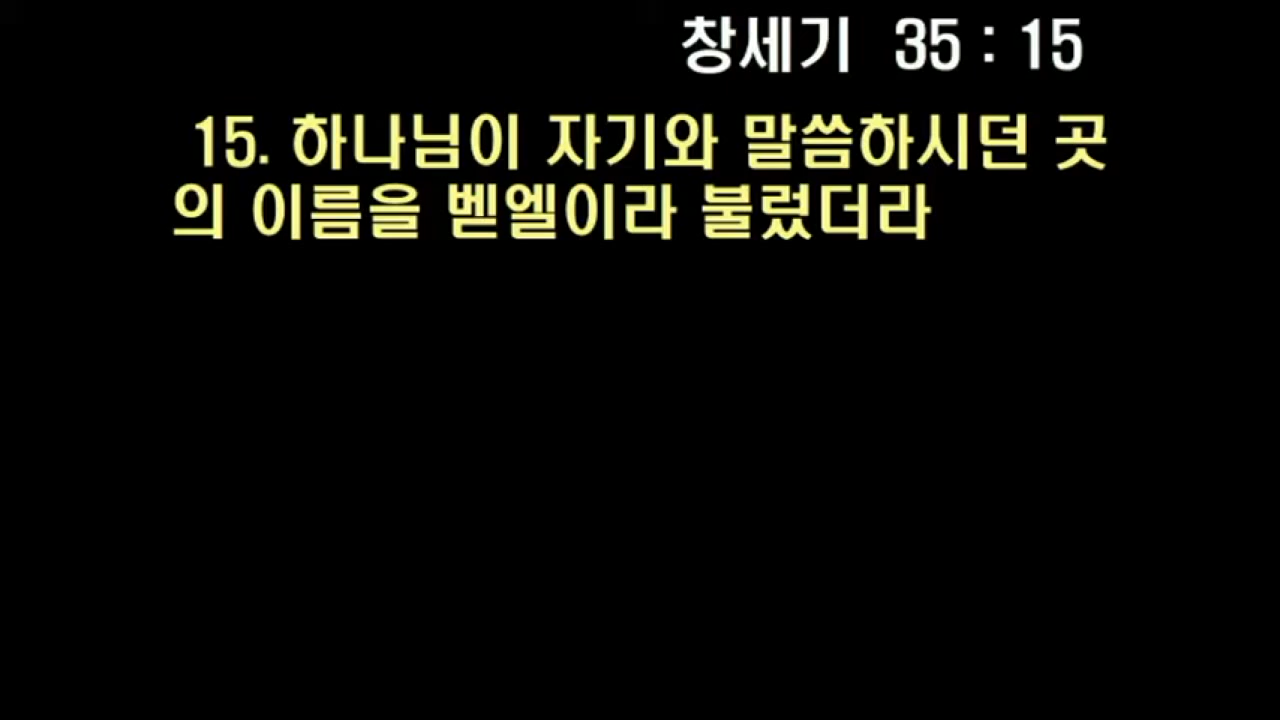 창세기 35 : 15
15. 하나님이 자기와 말씀하시던 곳
의 이름을 벧엘이라 불렀더라